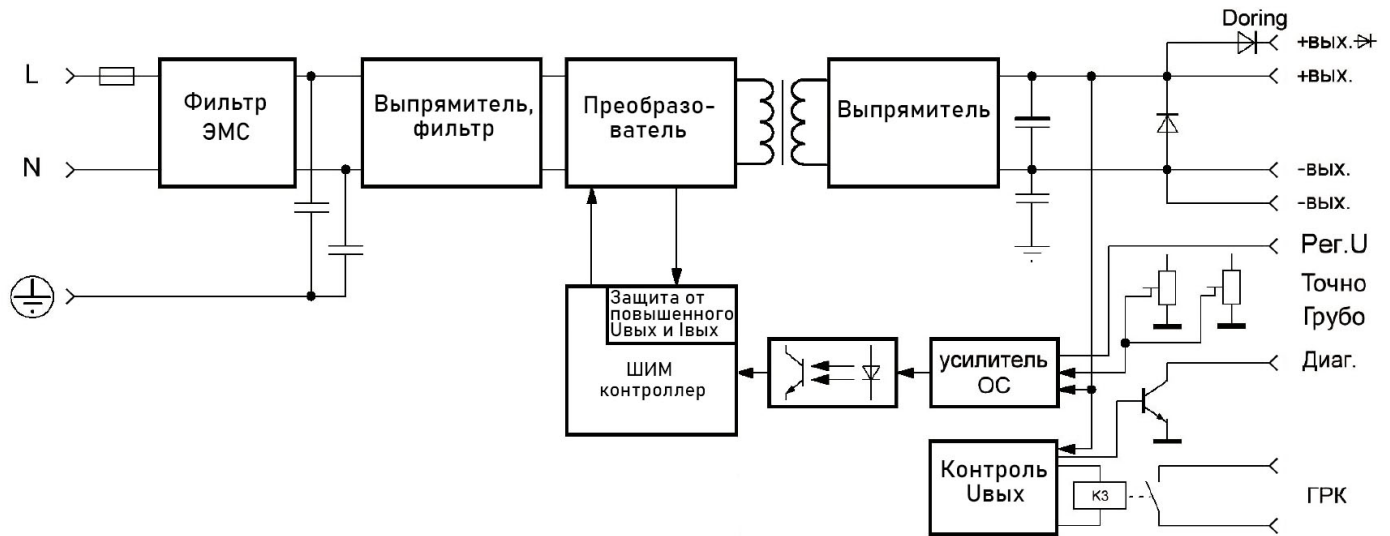 Doring
+вых.
L
+вых.
Фильтр
ЭМС
Выпрямитель,
фильтр
Преобразо-
ватель
Выпрямитель
N
-вых.
-вых.
Рег.U
Точно
Грубо
Защита от
повышенного
Uвых и Iвых
ШИМ
контроллер
усилитель
ОС
Диаг.
Контроль
Uвых
К3
ГРК